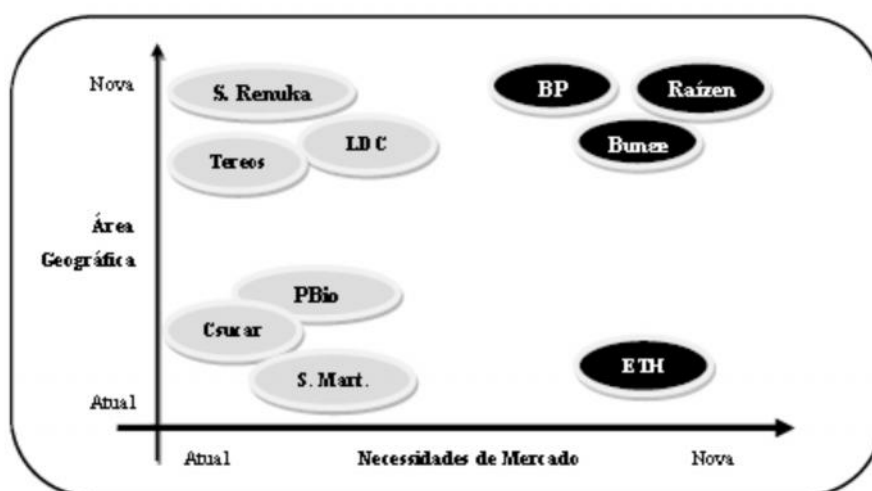 Nova
S. Renuka
BP
Raízen
LDC
Bunge
Tereos
Área
Geográfica
PBio
Csucar
S. Mart.
ETH
Atual
Atual
Necessidades de Mercado
Nova